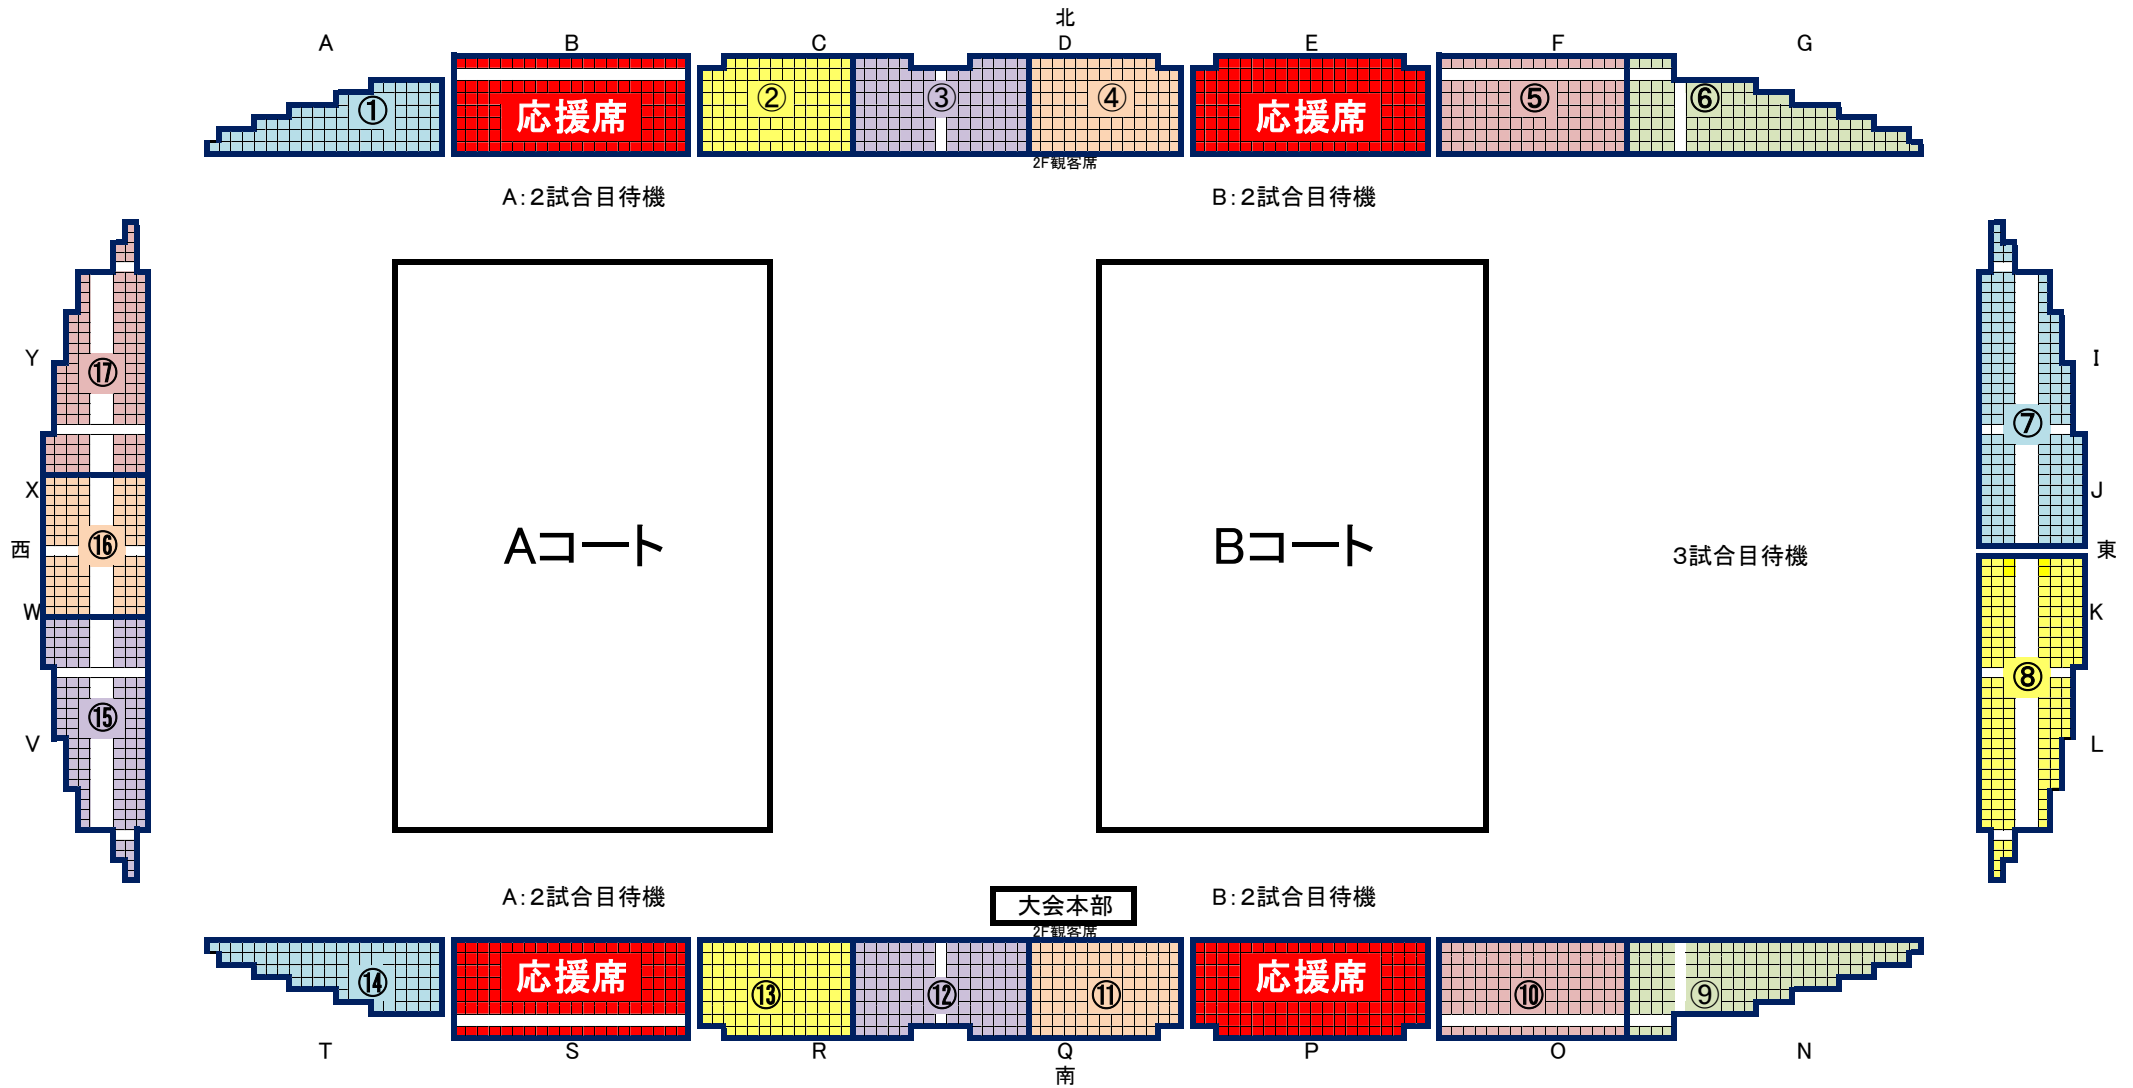 北
A B C D E F G
① 応援席 ② ③ ④ 応援席 ⑤ ⑥
2F観客席
A:2試合目待機 B:2試合目待機
Y ⑰ ⑦ I
X J
Aコート Bコート 3試合目待機
西 ⑯ 東
W K
⑮ ⑧
V L
A:2試合目待機 大会本部 B:2試合目待機
2F観客席
⑭ 応援席 ⑬ ⑫ ⑪ 応援席 ⑩ ⑨
T S R Q P O N
南